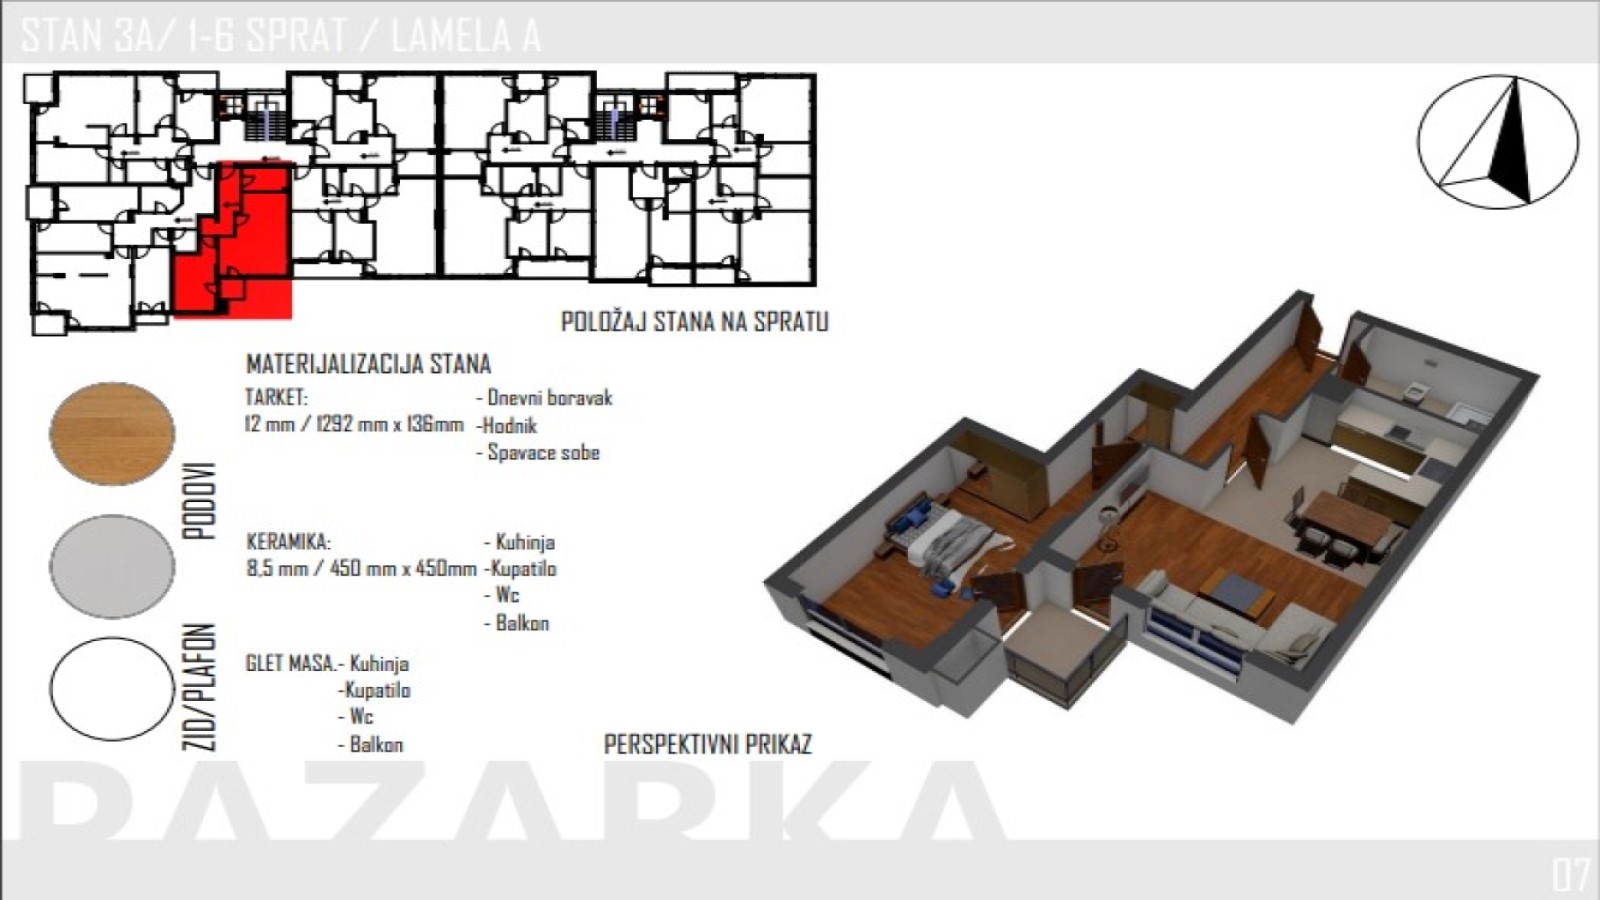 STAN 3A/ 1-6 SPRAT / LAMELA A
POLOŽAJ STANA NA SPRATU
MATERIJALIZACIJA STANA
TARKET:
12 mm / 1292 mm x 136mm
- Dnevni boravak
-Hodnik
- Spavace sobe
PODOVI
KERAMIKA:
8,5 mm / 450 mm x 450mm
- Kuhinja
-Kupatilo
- Wc
- Balkon
ZID/PLAFON
GLET MASA.- Kuhinja
-Kupatilo
- Wc
- Balkon
PERSPEKTIVNI PRIKAZ
PAZARKA
07